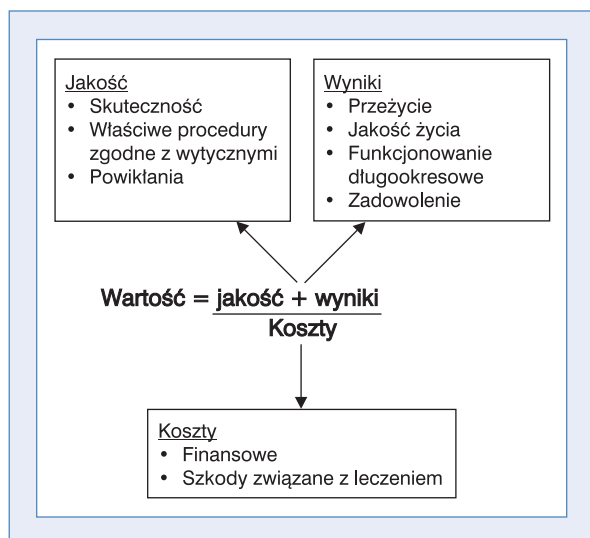 Jakość
• Skuteczność
• Właściwe procedury
zgodne z wytycznymi
• Powikłania
Wyniki
• Przeżycie
• Jakość życia
• Funkcjonowanie
długookresowe
• Zadowolenie
Wartość = jakość + wyniki
Koszty
Koszty
• Finansowe
• Szkody związane z leczeniem